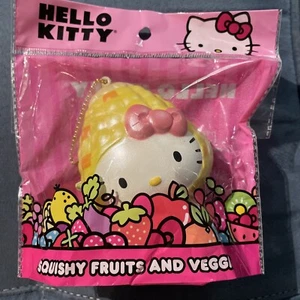 HELLO
KITTY
SQUISHY FRUITS AND VEGGI